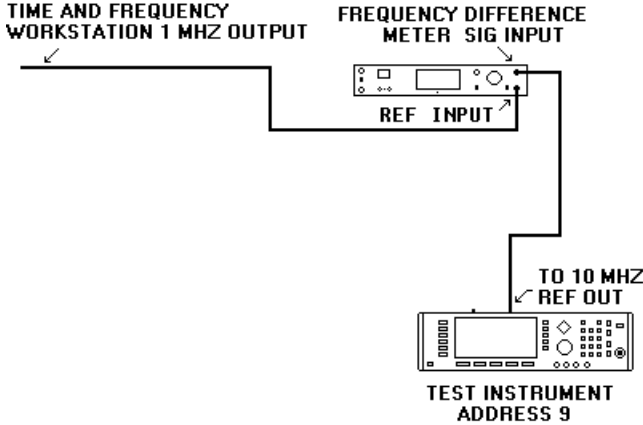 TIME AND FREQUENCY
WORKSTATION 1 MHZ OUTPUT
FREQUENCY DIFFERENCE
METER SIG INPUT
REF INPUT
TO 10 MHZ
REF OUT
TEST INSTRUMENT
ADDRESS 9